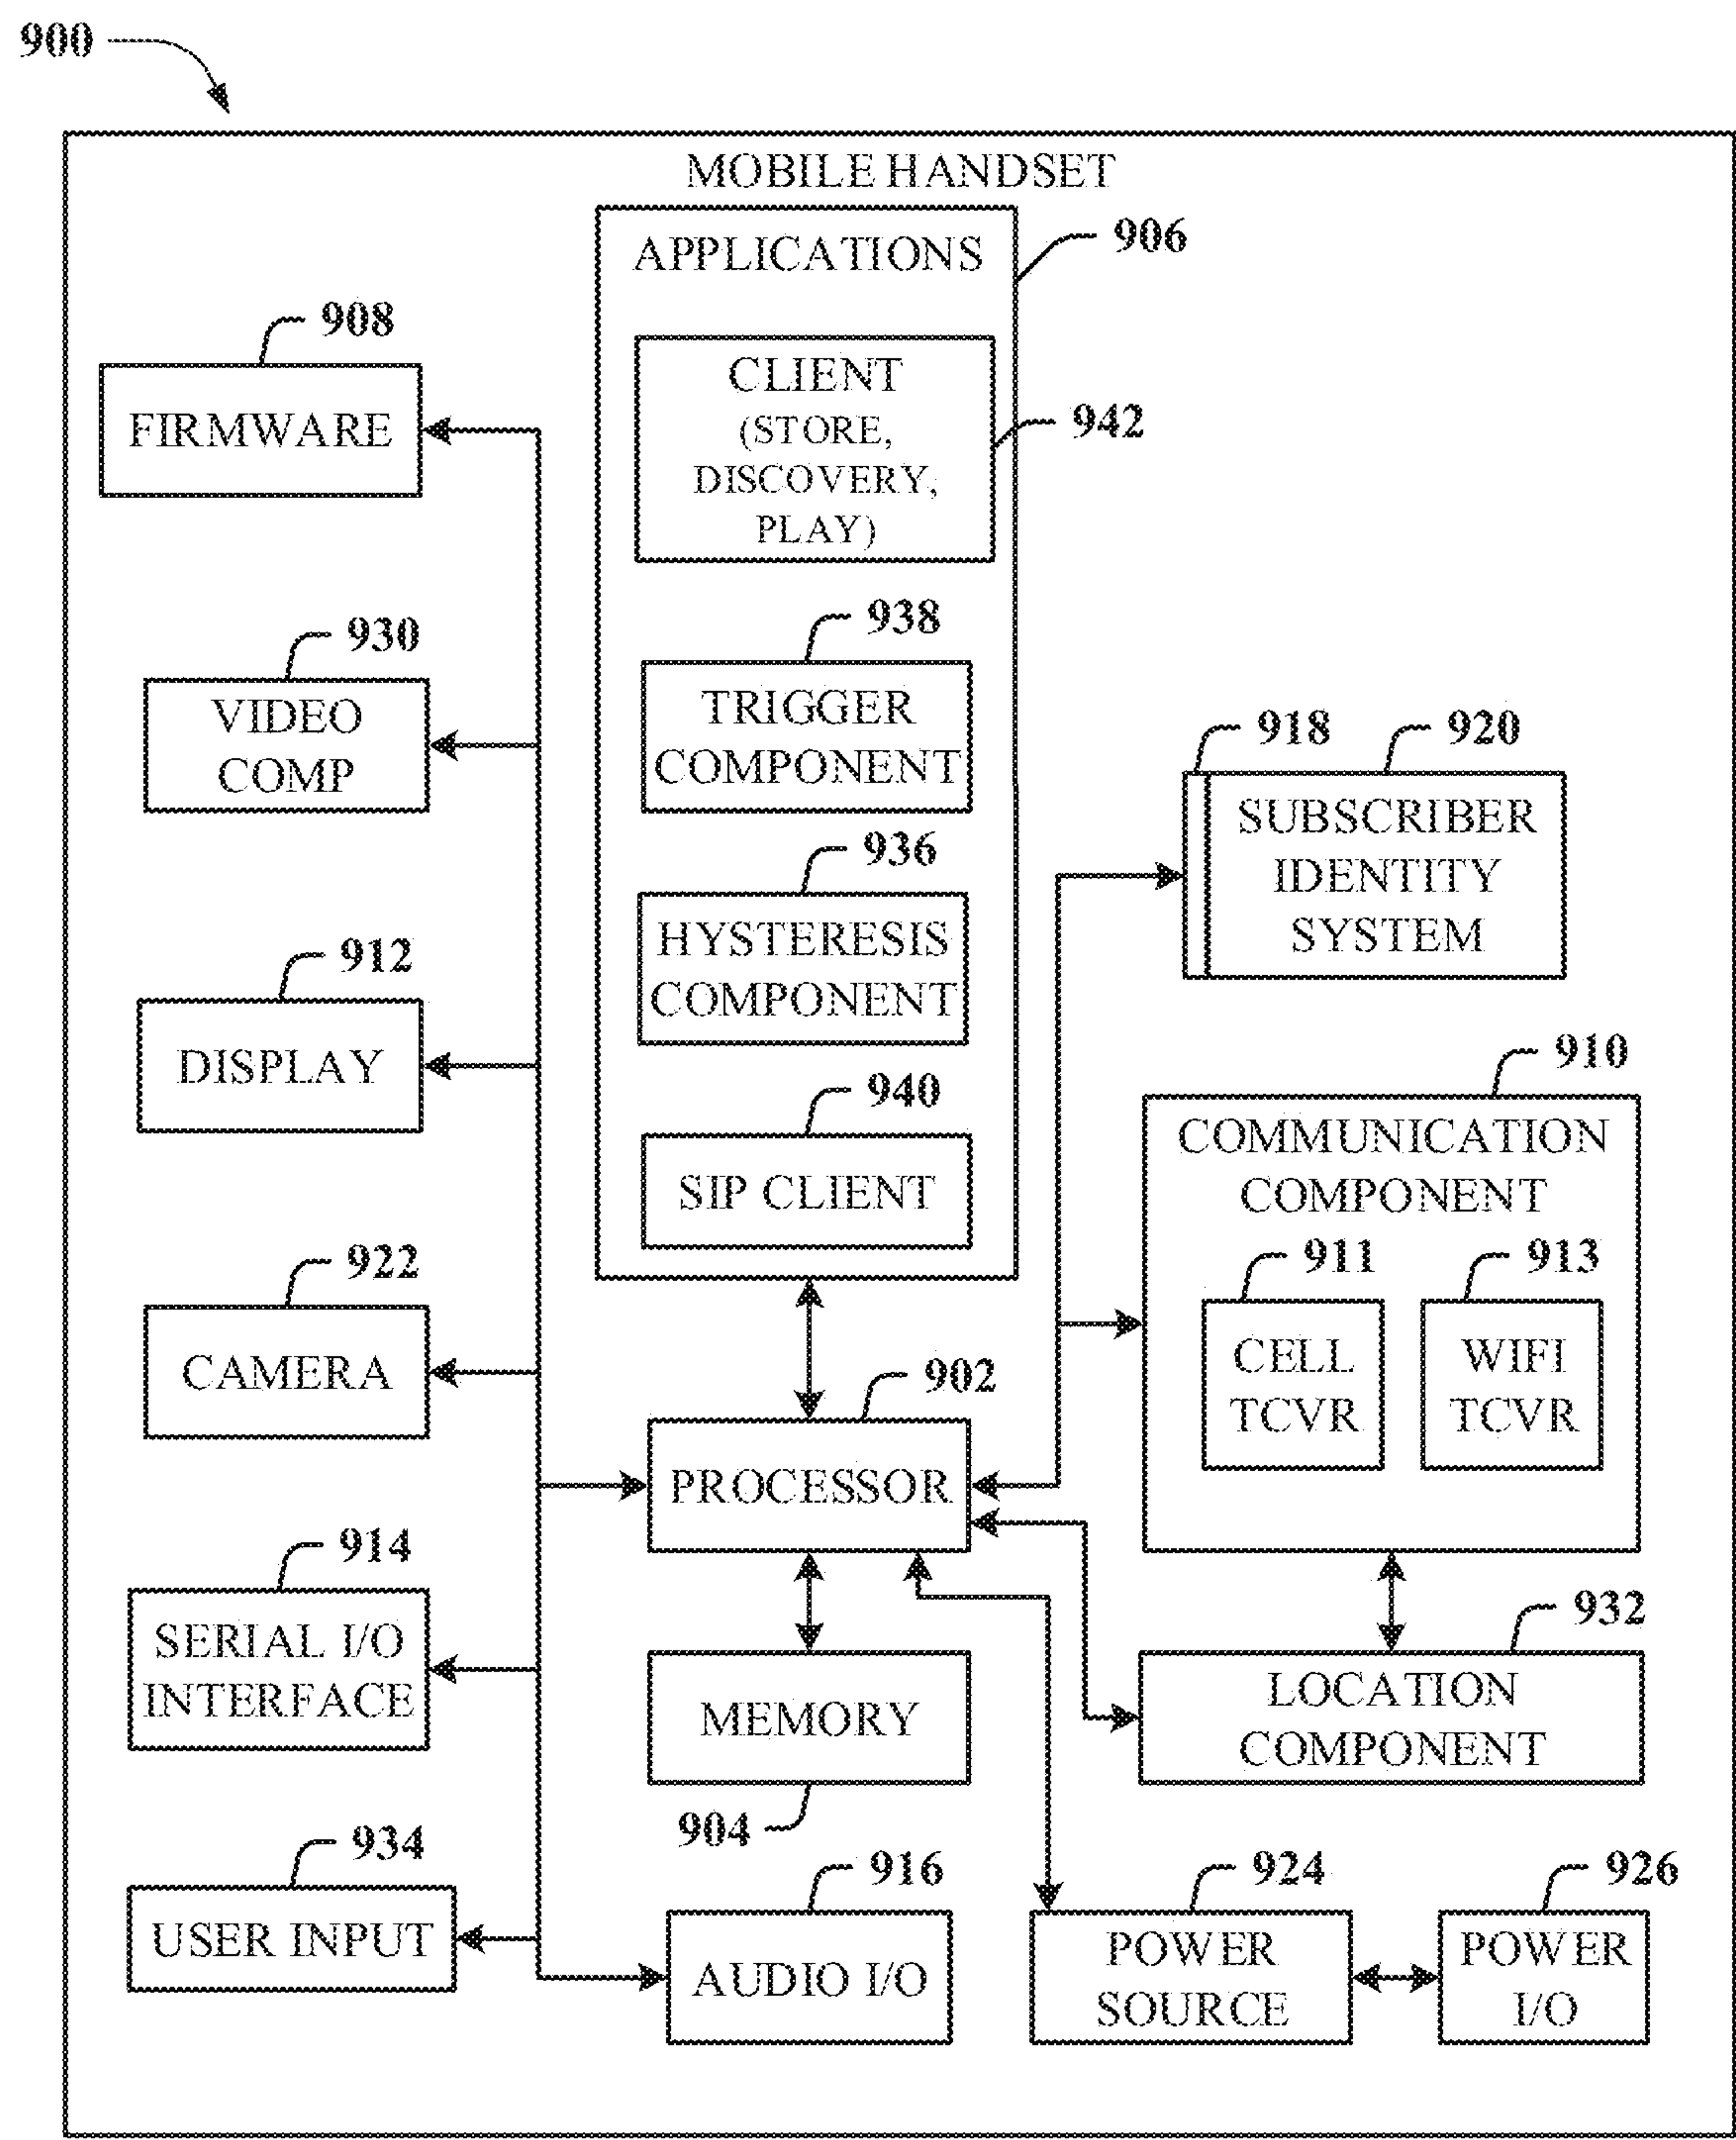 900
MOBILE HANDSET
APPLICATIONS
906
CLIENT
(STORE,
DISCOVERY,
PLAY)
942
938
TRIGGER
COMPONENT
936
HYSTERESIS
COMPONENT
940
SIP CLIENT
908
FIRMWARE
930
VIDEO
COMP
912
DISPLAY
922
CAMERA
914
SERIAL I/O
INTERFACE
934
USER INPUT
902
PROCESSOR
MEMORY
904
916
AUDIO I/O
918
920
SUBSCRIBER
IDENTITY
SYSTEM
910
COMMUNICATION
COMPONENT
911
CELL
TCVR
913
WIFI
TCVR
932
LOCATION
COMPONENT
924
POWER
SOURCE
926
POWER
I/O